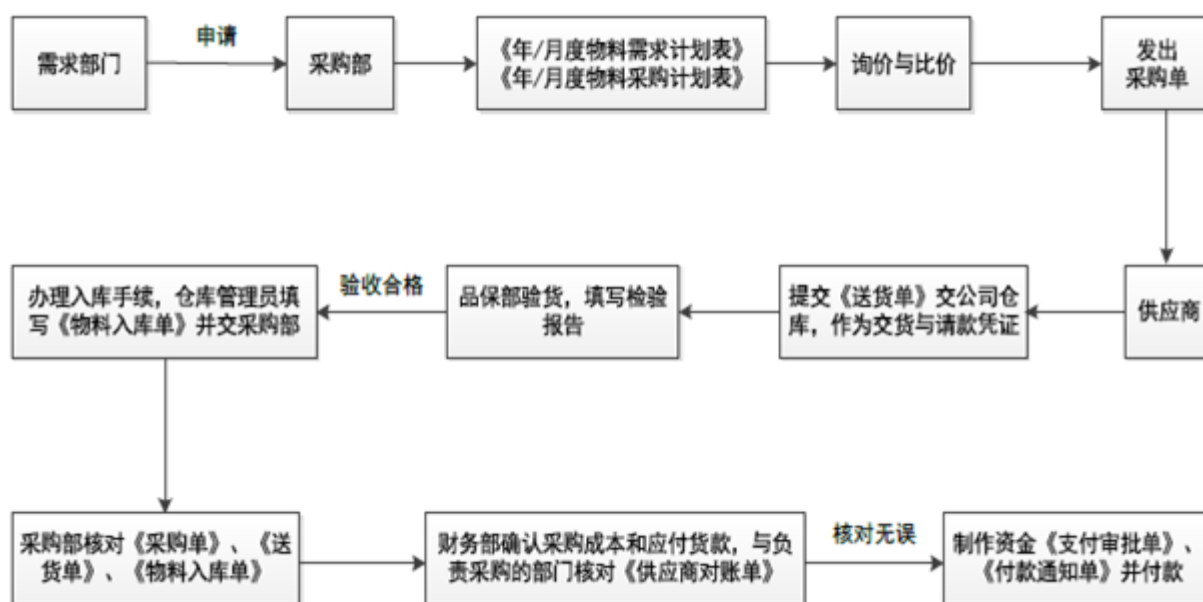 申请
需求部门
采购部
《年/月度物料需求计划表》
《年/月度物料采购计划表》
询价与比价
发出
采购单
供应商
提交《送货单》交公司仓
库，作为交货与请款凭证
品保部验货，填写检验
报告
验收合格
办理入库手续，仓库管理员填
写《物料入库单》并交采购部
采购部核对《采购单》、《送
货单》、《物料入库单》
财务部确认采购成本和应付货款，与负
责采购的部门核对《供应商对账单》
核对无误
制作资金《支付审批单》、
《付款通知单》并付款